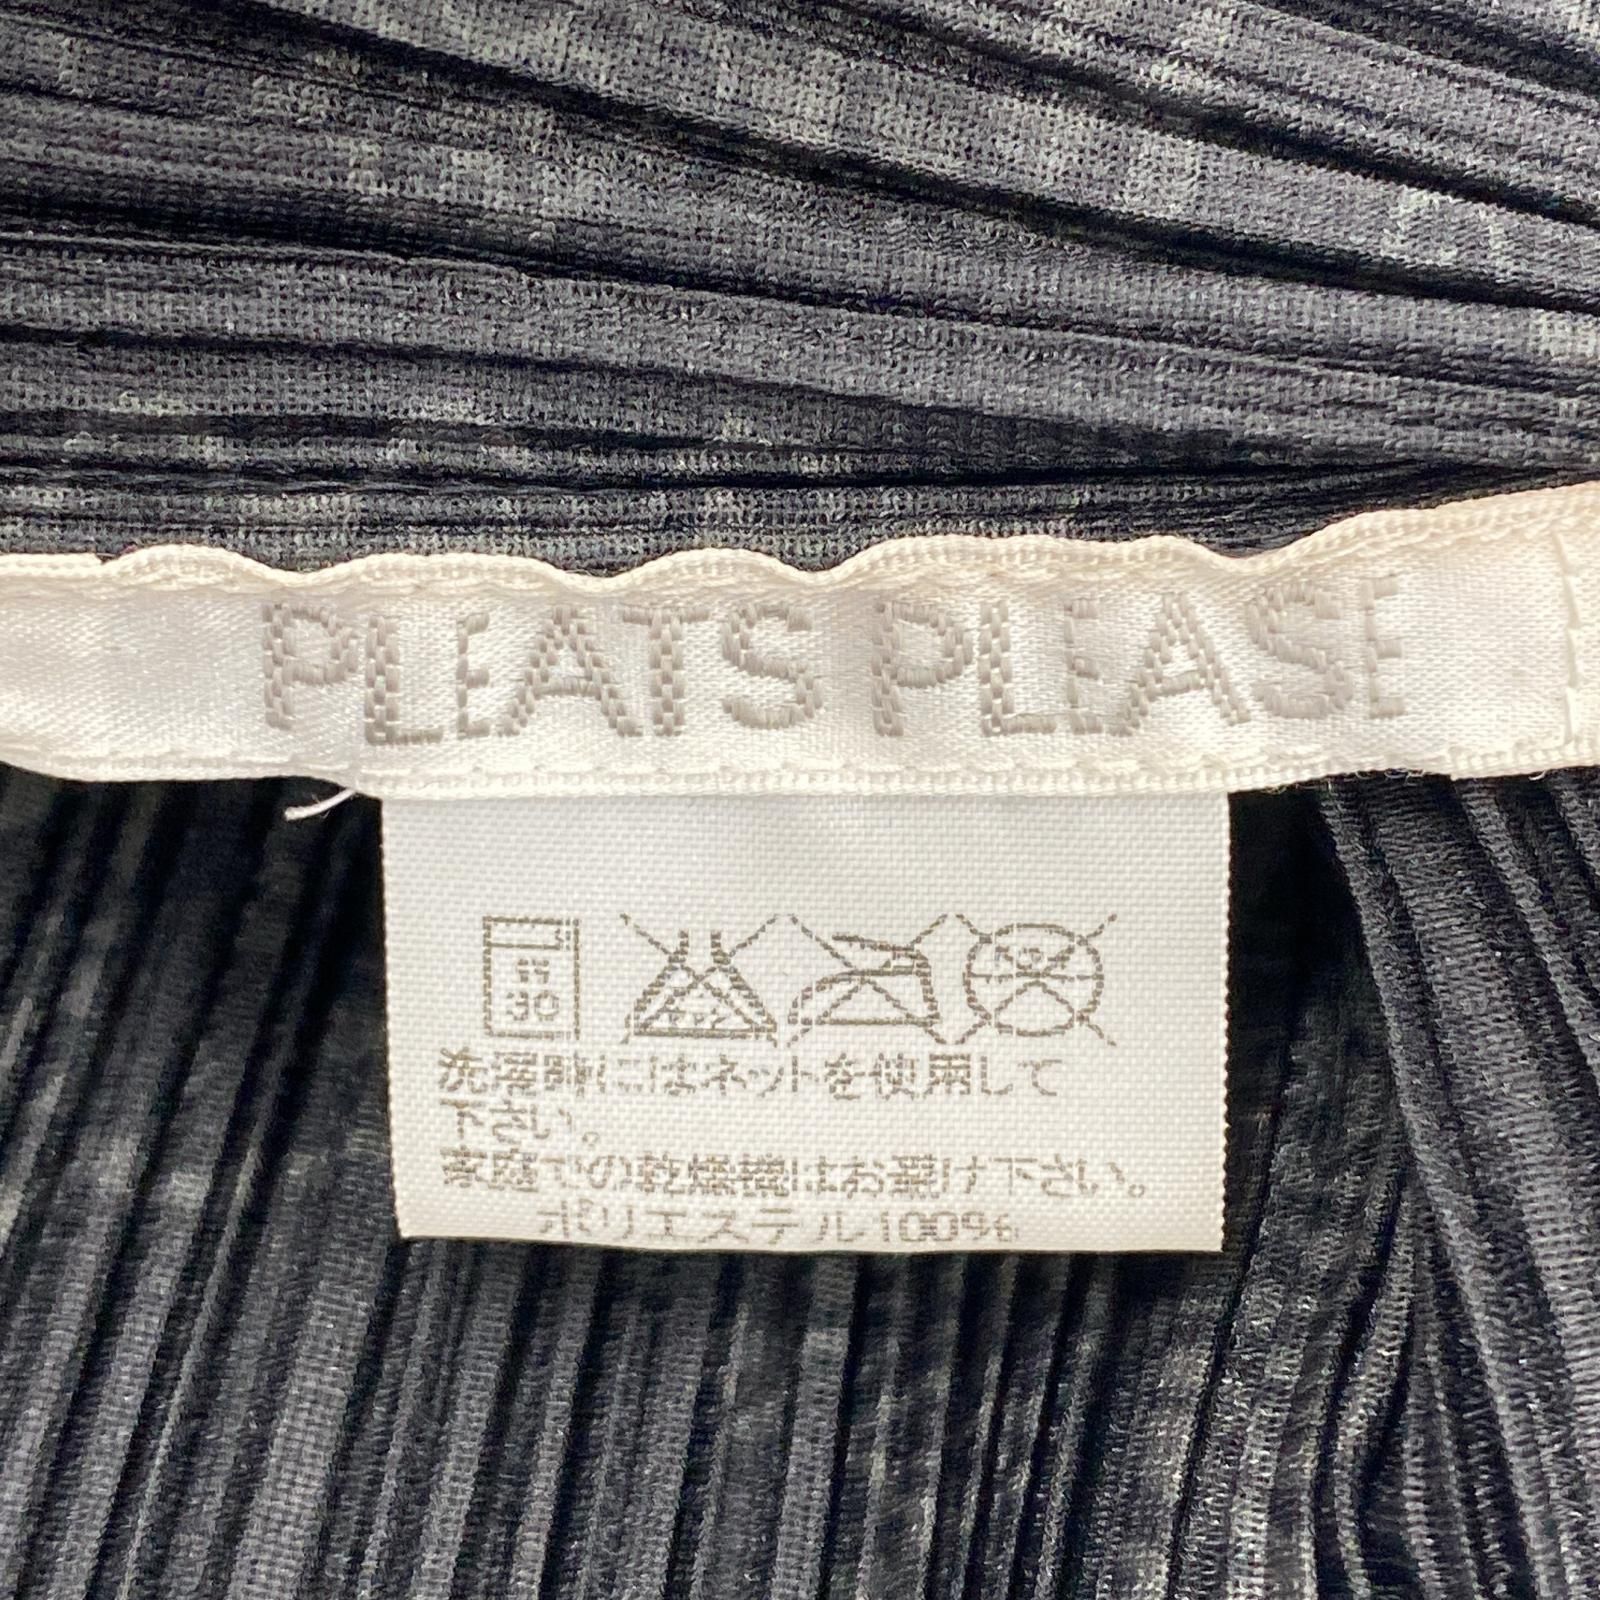 PLEATS PLEASE
30
洗濯時にはネットを使用して
下さい。
家庭での乾燥機はお避け下さい。
ポリエステル100%